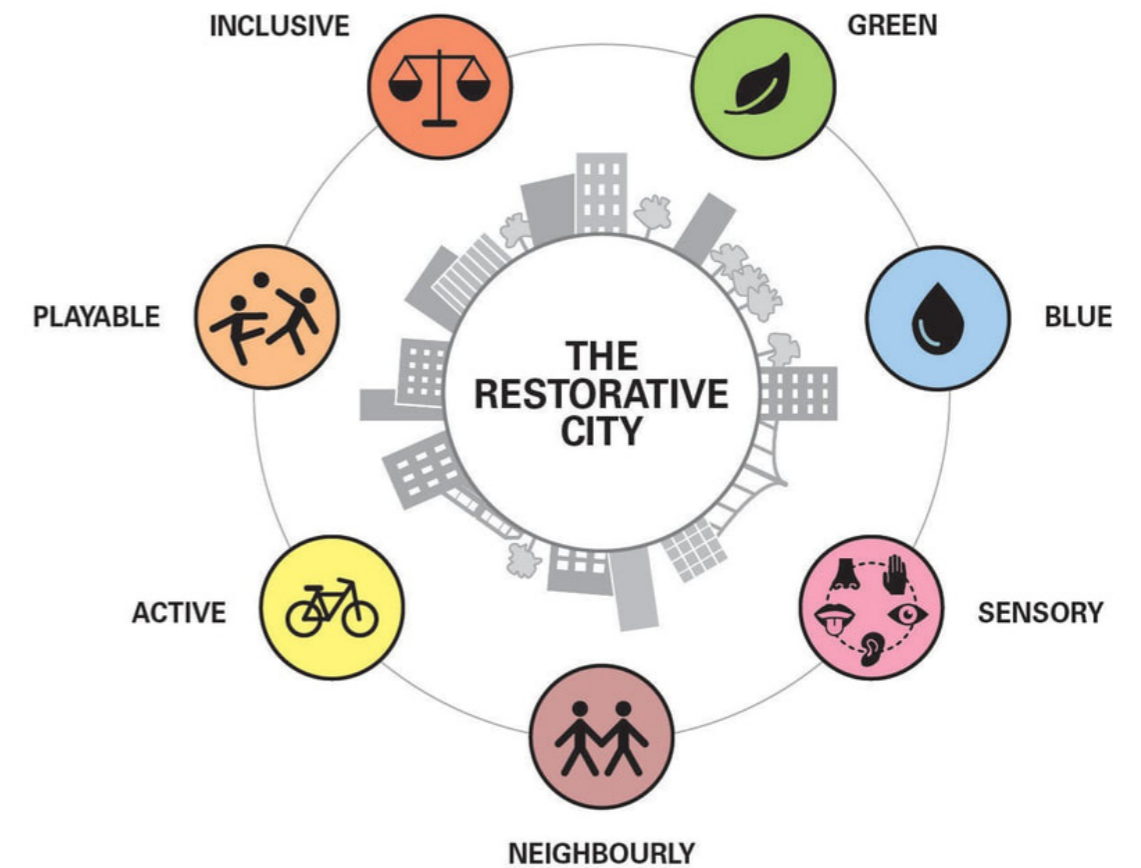 INCLUSIVE
GREEN
PLAYABLE
BLUE
THE
RESTORATIVE
CITY
ACTIVE
SENSORY
NEIGHBOURLY